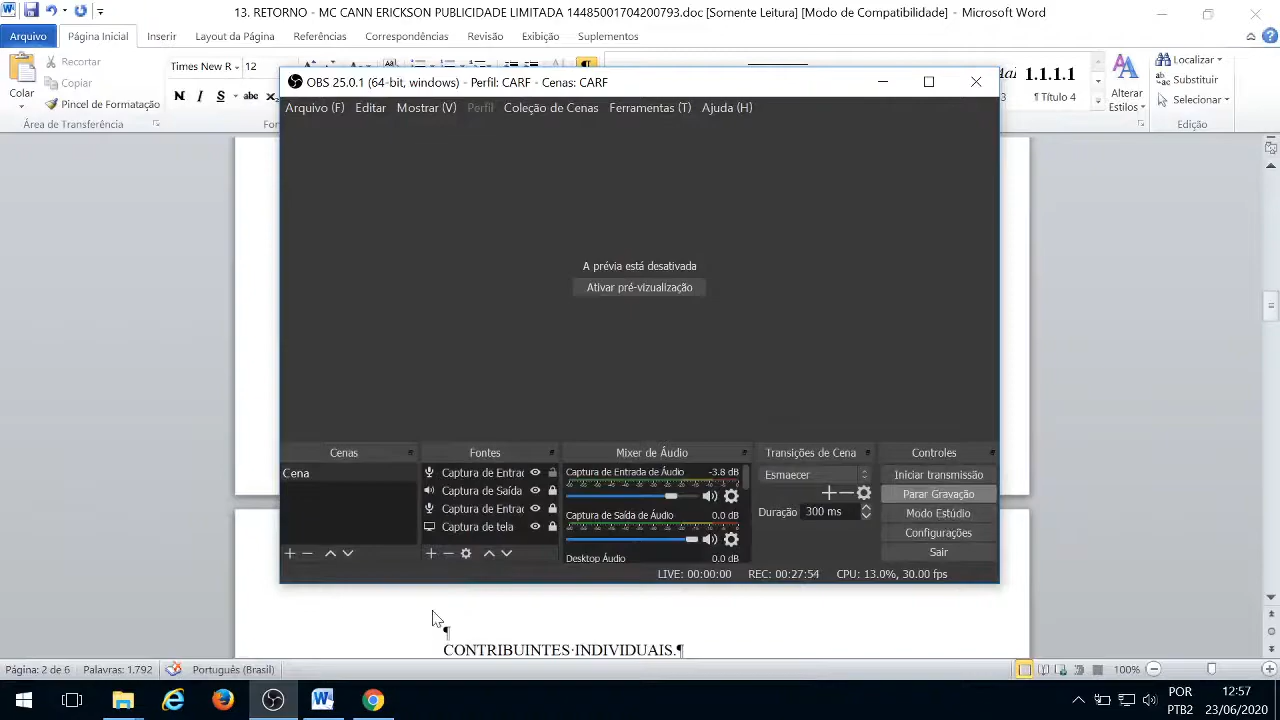 13. RETORNO - MC CANN ERICKSON PUBLICIDADE LIMITADA 14485001704200793.doc [Somente Leitura] [Modo de Compatibilidade] - Microsoft Word
Arquivo Página Inicial Inserir Layout da Página Referências Correspondências Revisão Exibição Suplementos
Colar
Recortar
Copiar
Pincel de Formatação
Área de Transferência
Times New R 12
N I S abc
1.1.1.1
¶ Título 4
Alterar
Estilos
Localizar
Substituir
Selecionar
Edição
OBS 25.0.1 (64-bit, windows) - Perfil: CARF - Cenas: CARF
Arquivo (F) Editar Mostrar (V) Perfil Coleção de Cenas Ferramentas (T) Ajuda (H)
A prévia está desativada
Ativar pré-vizualização
Cenas
Cena
Fontes
Captura de Entrac
Captura de Saída
Captura de Entrac
Captura de tela
Mixer de Áudio
Captura de Entrada de Áudio -3.8 dB
Captura de Saída de Áudio 0.0 dB
Desktop Áudio 0.0 dB
Transições de Cena
Esmaecer
Duração 300 ms
Controles
Iniciar transmissão
Parar Gravação
Modo Estúdio
Configurações
Sair
LIVE: 00:00:00 REC: 00:27:54 CPU: 13.0%, 30.00 fps
¶
CONTRIBUINTES·INDIVIDUAIS.¶
Página: 2 de 6 Palavras: 1.792 Português (Brasil) 100%
POR
PTB2
12:57
23/06/2020